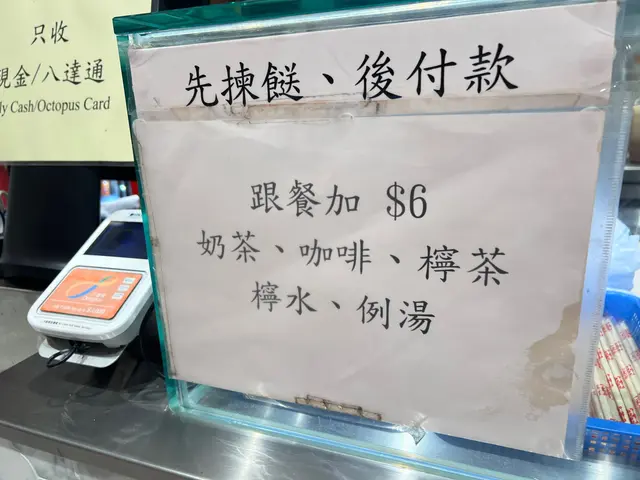 只收
現金/八達通
ly Cash/Octopus Card
先揀餸、後付款
跟餐加 $6
奶茶、咖啡、檸茶
檸水、例湯